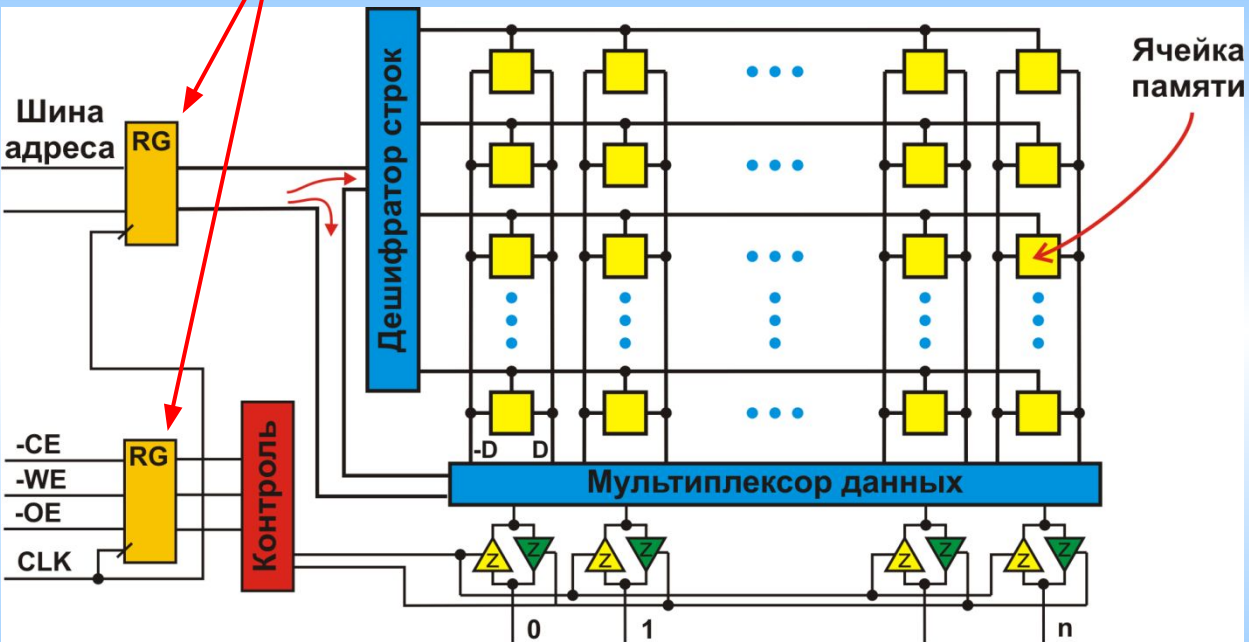 Шина
адреса
RG
Дешифратор строк
Ячейка
памяти
-CE
-WE
-OE
CLK
RG
Контроль
-D
D
Мультиплексор данных
Z
Z
Z
Z
Z
Z
Z
Z
0
1
n